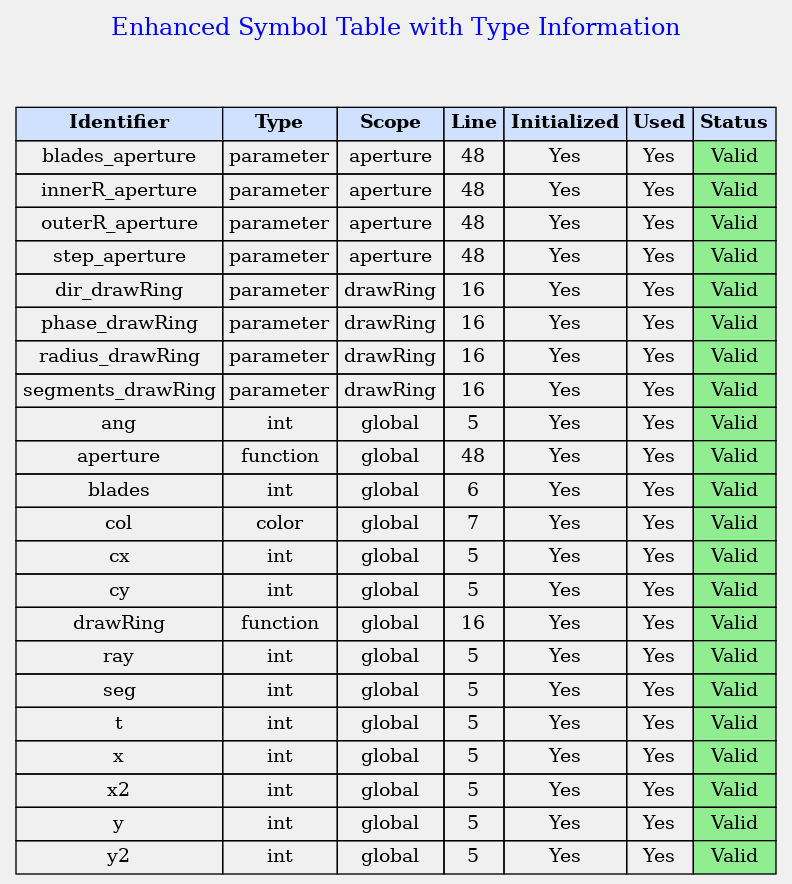 Enhanced Symbol Table with Type Information
Identifier Type Scope Line Initialized Used Status
blades_aperture parameter aperture 48 Yes Yes Valid
innerR_aperture parameter aperture 48 Yes Yes Valid
outerR_aperture parameter aperture 48 Yes Yes Valid
step_aperture parameter aperture 48 Yes Yes Valid
dir_drawRing parameter drawRing 16 Yes Yes Valid
phase_drawRing parameter drawRing 16 Yes Yes Valid
radius_drawRing parameter drawRing 16 Yes Yes Valid
segments_drawRing parameter drawRing 16 Yes Yes Valid
ang int global 5 Yes Yes Valid
aperture function global 48 Yes Yes Valid
blades int global 6 Yes Yes Valid
col color global 7 Yes Yes Valid
cx int global 5 Yes Yes Valid
cy int global 5 Yes Yes Valid
drawRing function global 16 Yes Yes Valid
ray int global 5 Yes Yes Valid
seg int global 5 Yes Yes Valid
t int global 5 Yes Yes Valid
x int global 5 Yes Yes Valid
x2 int global 5 Yes Yes Valid
y int global 5 Yes Yes Valid
y2 int global 5 Yes Yes Valid